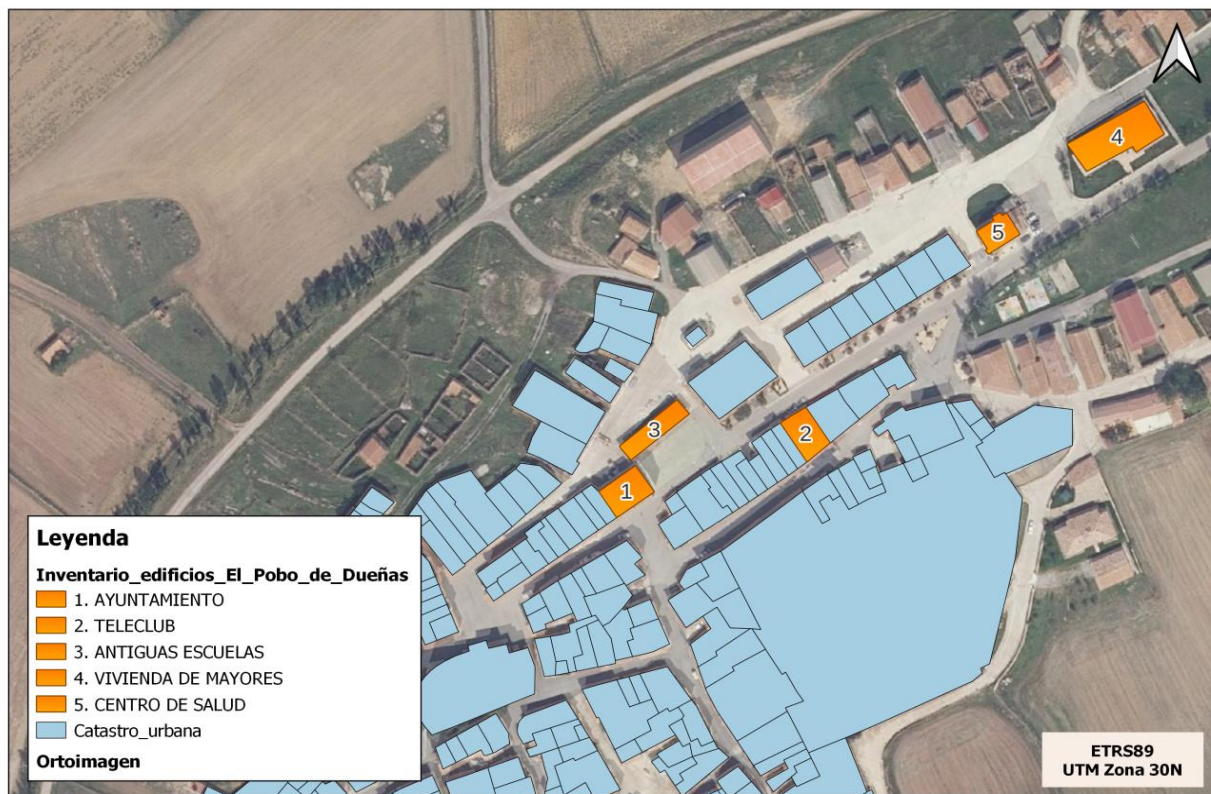 4
5
3
2
1
Leyenda
Inventario_edificios_El_Pobo_de_Dueñas
1. AYUNTAMIENTO
2. TELECLUB
3. ANTIGUAS ESCUELAS
4. VIVIENDA DE MAYORES
5. CENTRO DE SALUD
Catastro_urbana
Ortoimagen
ETRS89
UTM Zona 30N